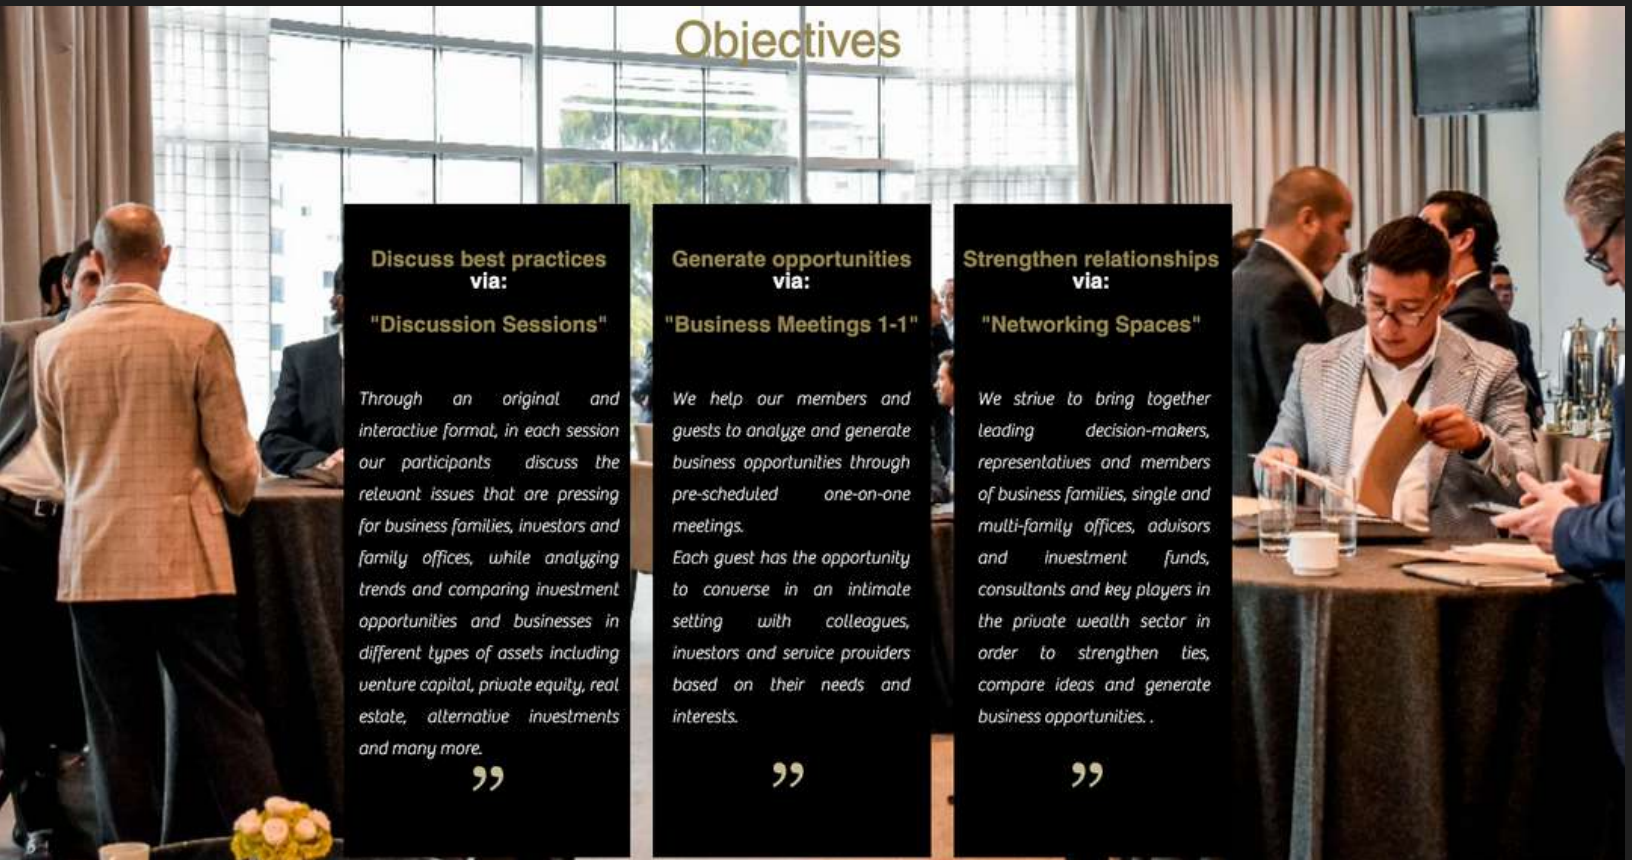 Objectives
Discuss best practices
via:
"Discussion Sessions"
Through an original and
interactive format, in each session
our participants discuss the
relevant issues that are pressing
for business families, investors and
family offices, while analyzing
trends and comparing investment
opportunities and businesses in
different types of assets including
venture capital, private equity, real
estate, alternative investments
and many more.
”
Generate opportunities
via:
"Business Meetings 1-1"
We help our members and
guests to analyze and generate
business opportunities through
pre-scheduled one-on-one
meetings.
Each guest has the opportunity
to converse in an intimate
setting with colleagues,
investors and service providers
based on their needs and
interests.
”
Strengthen relationships
via:
"Networking Spaces"
We strive to bring together
leading decision-makers,
representatives and members
of business families, single and
multi-family offices, advisors
and investment funds,
consultants and key players in
the private wealth sector in
order to strengthen ties,
compare ideas and generate
business opportunities. .
”